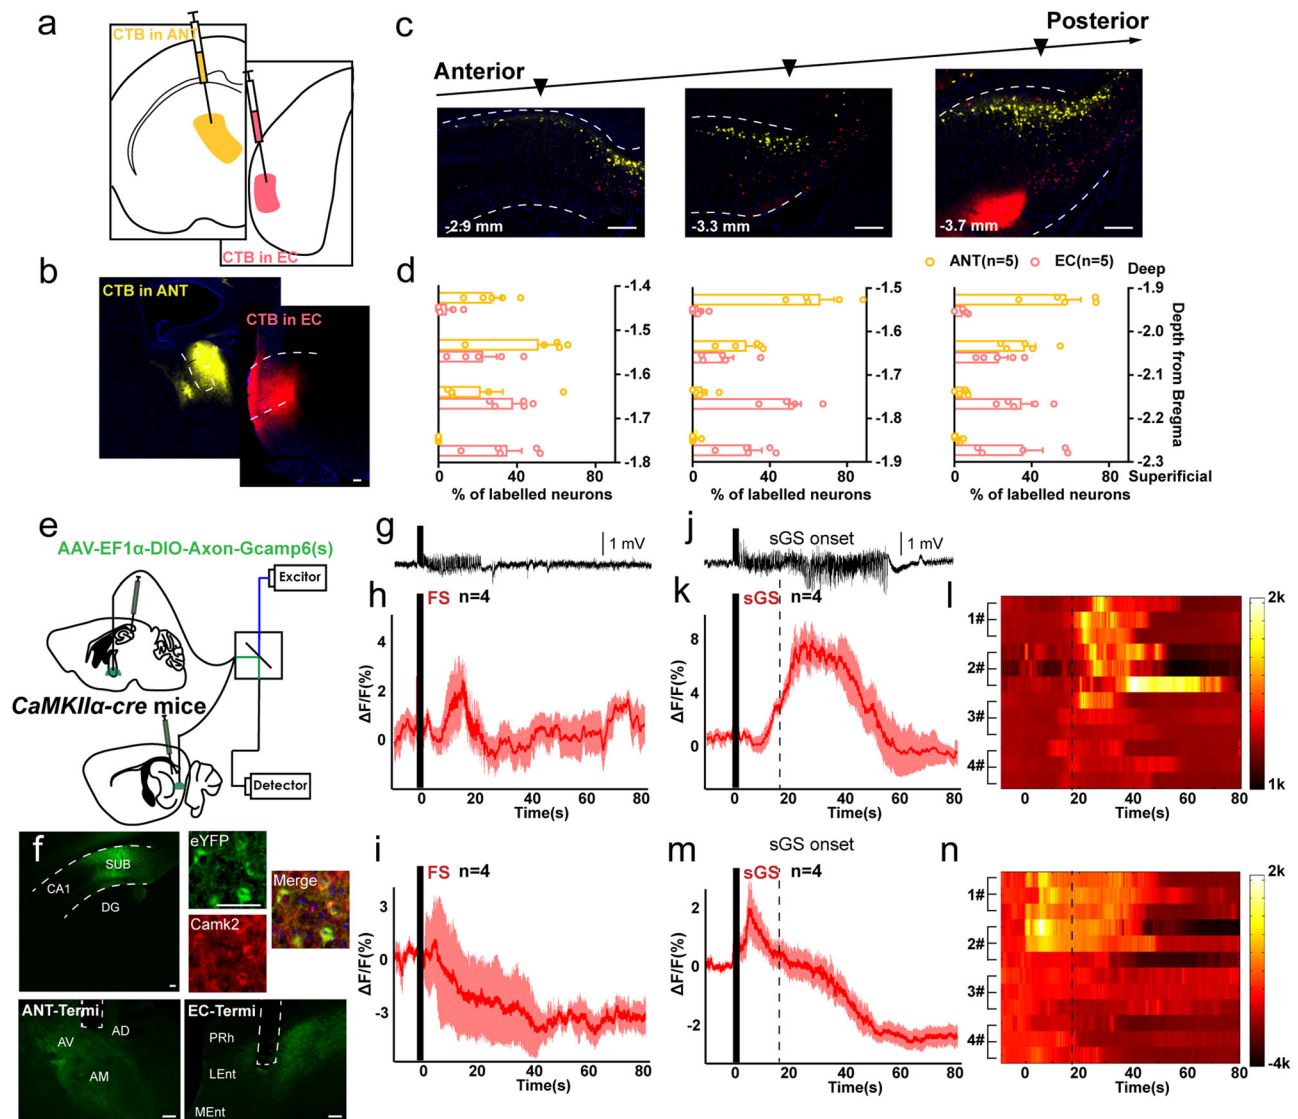 a
CTB in ANT
CTB in EC
b
CTB in ANT
CTB in EC
c
Anterior
Posterior
-2.9 mm
-3.3 mm
-3.7 mm
d
ANT(n=5)
EC(n=5)
Deep
-1.4
-1.5
-1.6
-1.7
-1.8
0
40
80
% of labelled neurons
-1.5
-1.6
-1.7
-1.8
-1.9
0
40
80
% of labelled neurons
-1.9
-2.0
-2.1
-2.2
-2.3
0
40
80
% of labelled neurons
Depth from Bregma
Superificial
e
AAV-EF1α-DIO-Axon-Gcamp6(s)
Excitor
CaMKIIα-cre mice
Detector
f
SUB
CA1
DG
eYFP
Camk2
Merge
ANT-Termi
AD
AV
AM
EC-Termi
PRh
LEnt
MEnt
g
1 mV
h
FS n=4
4
2
0
ΔF/F(%)
0 20 40 60 80
Time(s)
i
FS n=4
3
0
-3
ΔF/F(%)
0 20 40 60 80
Time(s)
j
sGS onset
1 mV
k
sGS n=4
8
4
0
ΔF/F(%)
0 20 40 60 80
Time(s)
l
1#
2#
3#
4#
0 20 40 60 80
Time(s)
2k
1k
m
sGS onset
sGS n=4
2
0
-2
ΔF/F(%)
0 20 40 60 80
Time(s)
n
1#
2#
3#
4#
0 20 40 60 80
Time(s)
2k
-4k